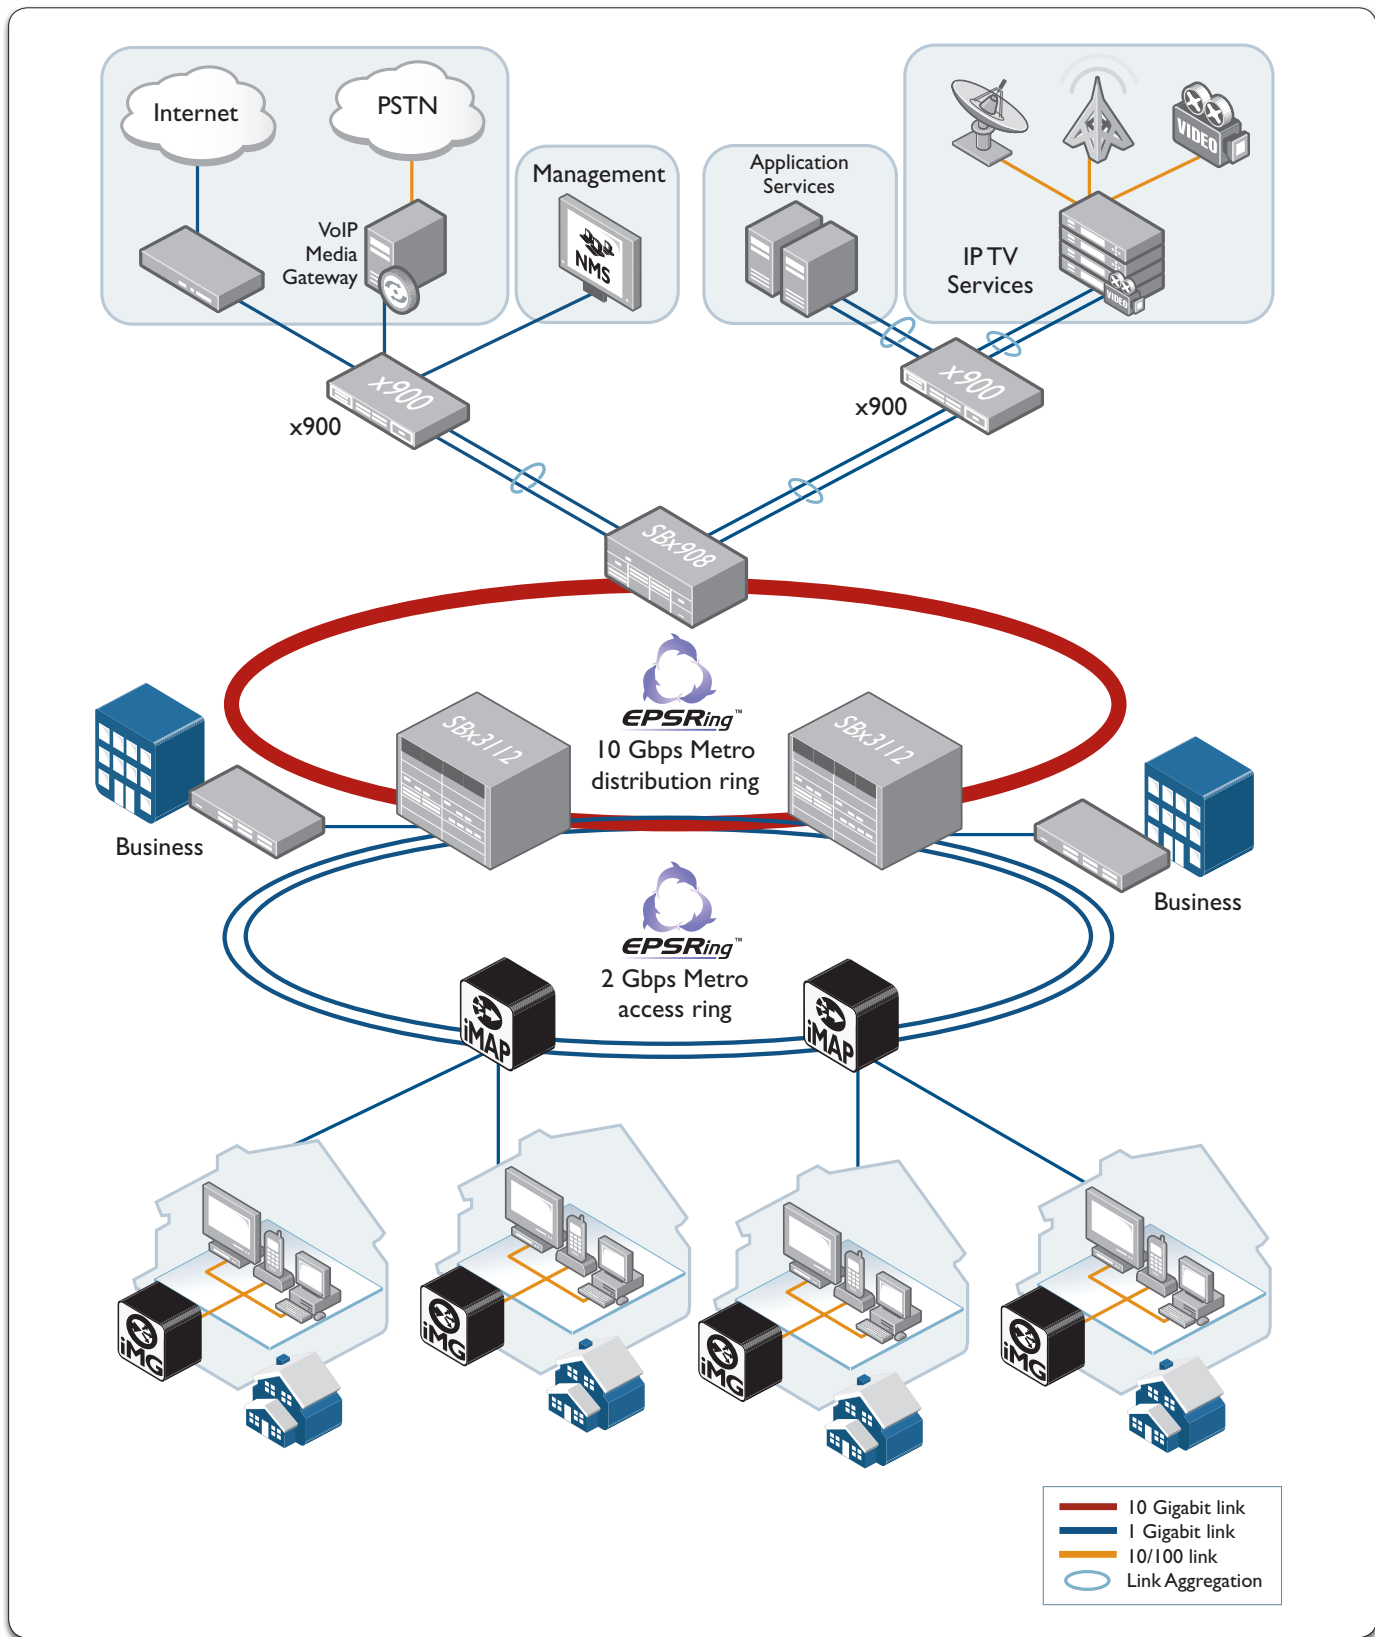 Internet
PSTN
VoIP
Media
Gateway
Management
NMS
Application
Services
VIDEO
IP TV
Services
VIDEO
x900
x900
x900
x900
SBx908
EPSRing™
10 Gbps Metro
distribution ring
SBx3112
SBx3112
Business
Business
EPSRing™
2 Gbps Metro
access ring
iMAP
iMAP
iMG
iMG
iMG
iMG
10 Gigabit link
1 Gigabit link
10/100 link
Link Aggregation